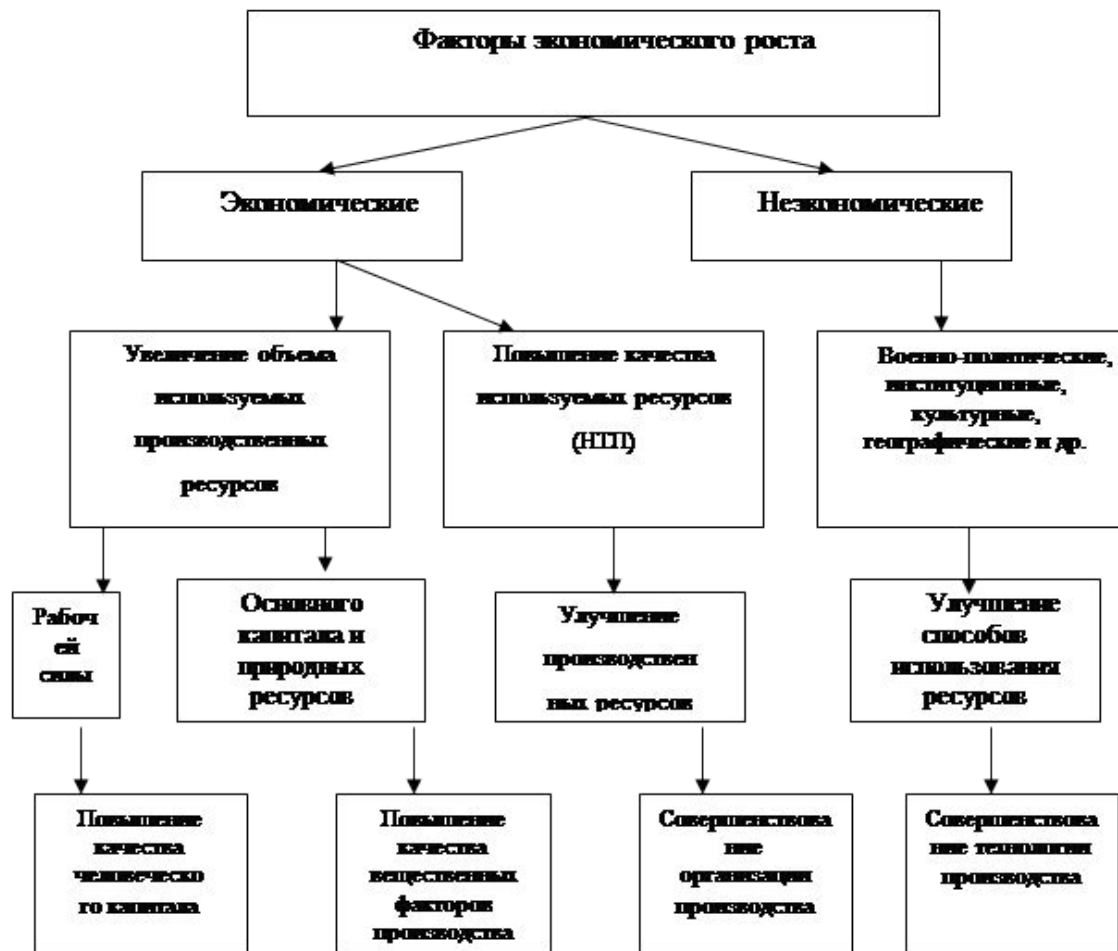 Факторы экономического роста
Экономические
Неэкономические
Увеличение объема
используемых
производственных
ресурсов
Повышение качества
используемых ресурсов
(НТП)
Военно-политические,
институционные,
культурные,
географические и др.
Рабоч
ей
силы
Основного
капитала и
природных
ресурсов
Улучшение
производствен
ных ресурсов
Улучшение
способов
использования
ресурсов
Повышение
качества
человеческо
го капитала
Повышение
качества
вещественных
факторов
производства
Совершенствова
ние
организации
производства
Совершенствова
ние технологии
производства